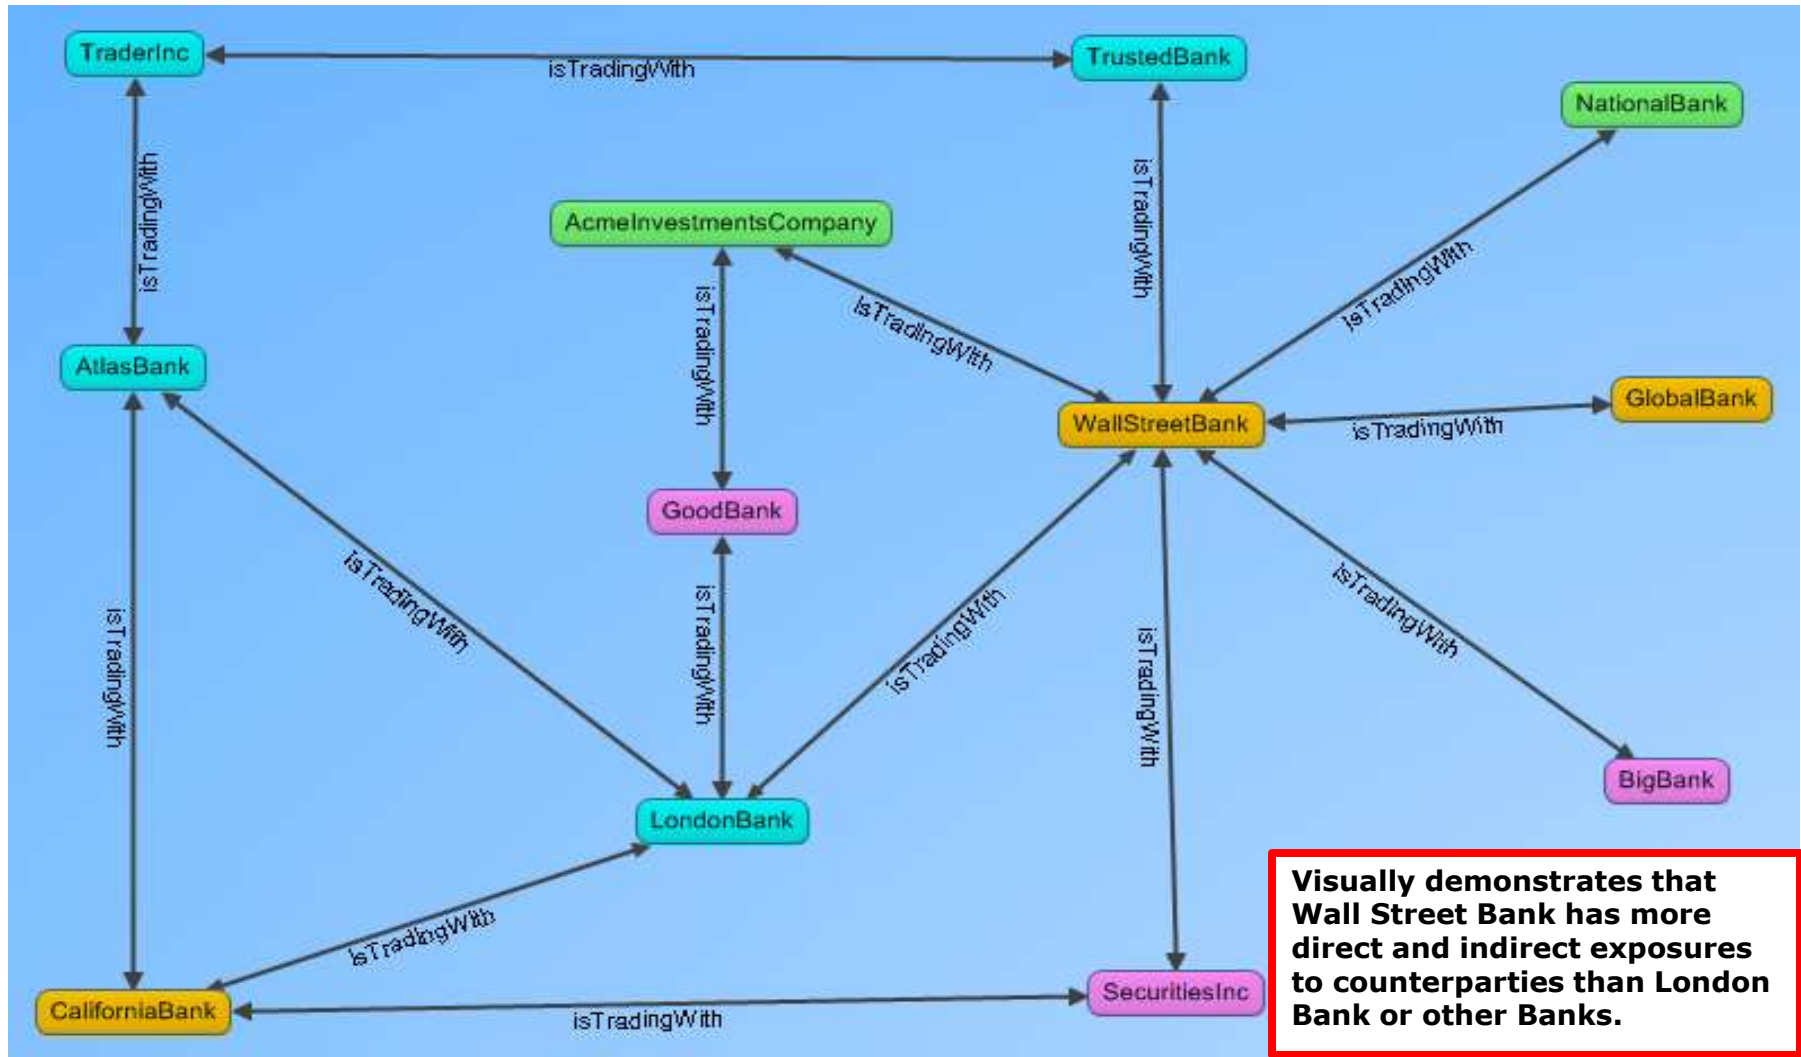 TraderInc
isTradingWith
TrustedBank
NationalBank
isTradingWith
isTradingWith
AcmeInvestmentsCompany
isTradingWith
isTradingWith
isTradingWith
AtlasBank
WallStreetBank
isTradingWith
GlobalBank
GoodBank
isTradingWith
isTradingWith
isTradingWith
isTradingWith
isTradingWith
isTradingWith
BigBank
LondonBank
isTradingWith
CaliforniaBank
isTradingWith
SecuritiesInc
Visually demonstrates that
Wall Street Bank has more
direct and indirect exposures
to counterparties than London
Bank or other Banks.